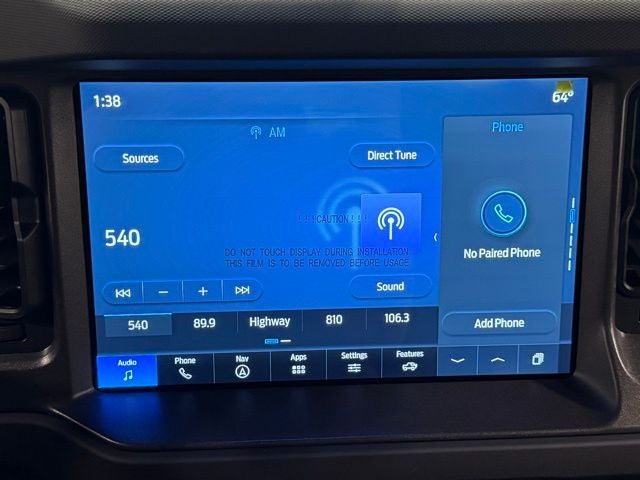 1:38
64°
AM
Phone
Sources
Direct Tune
! ! ! CAUTION ! ! !
540
DO NOT TOUCH DISPLAY DURING INSTALLATION
THIS FILM IS TO BE REMOVED BEFORE USAGE
No Paired Phone
Sound
540 89.9 Highway 810 106.3
Add Phone
Audio Phone Nav Apps Settings Features